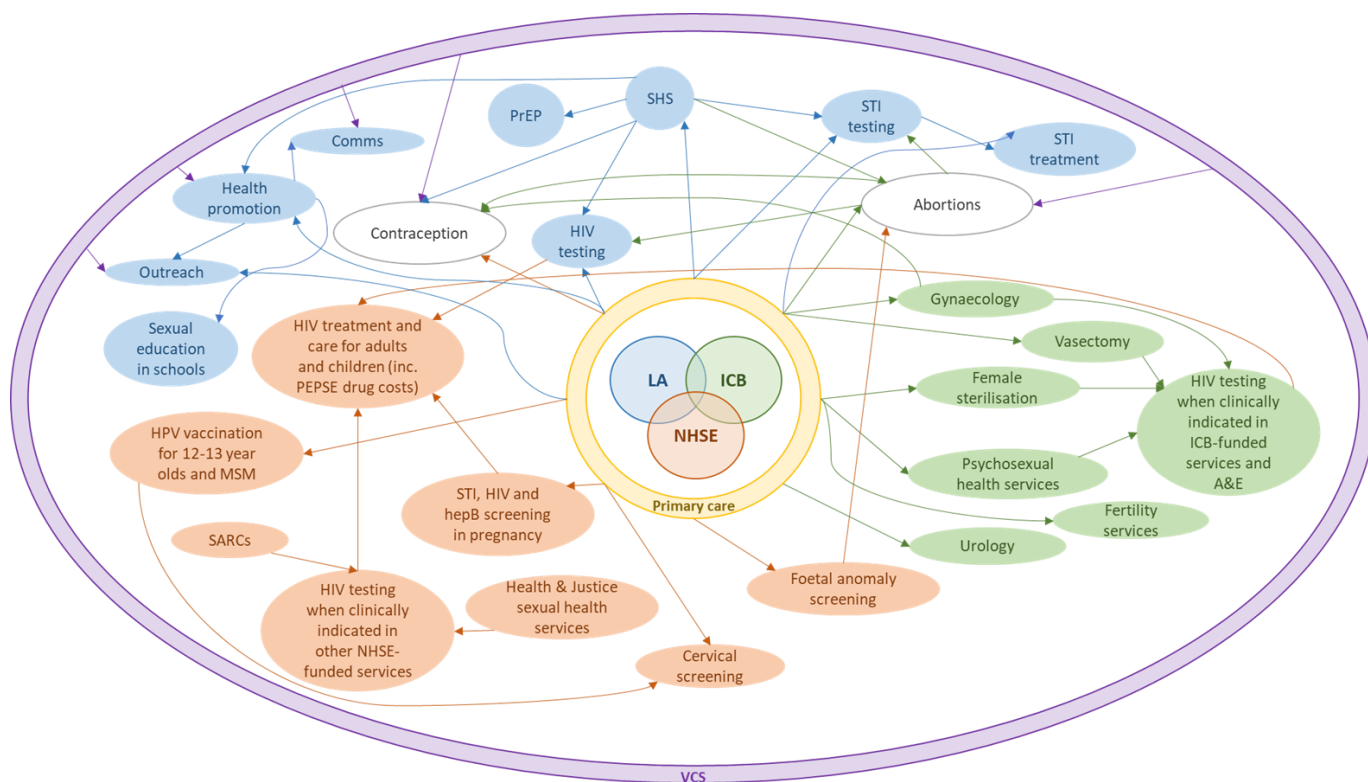 SHS
PrEP
STI
testing
Comms
STI
treatment
Health
promotion
Abortions
Contraception
HIV
testing
Outreach
Gynaecology
Sexual
education
in schools
HIV treatment and
care for adults
and children (inc.
PEPSE drug costs)
Vasectomy
LA
ICB
NHSE
Female
sterilisation
HIV testing
when clinically
indicated in
ICB-funded
services and
A&E
HPV vaccination
for 12-13 year
olds and MSM
Psychosexual
health services
STI, HIV and
hepB screening
in pregnancy
Primary care
Fertility
services
SARCs
Urology
Foetal anomaly
screening
HIV testing
when clinically
indicated in
other NHSE-
funded services
Health & Justice
sexual health
services
Cervical
screening
VCS